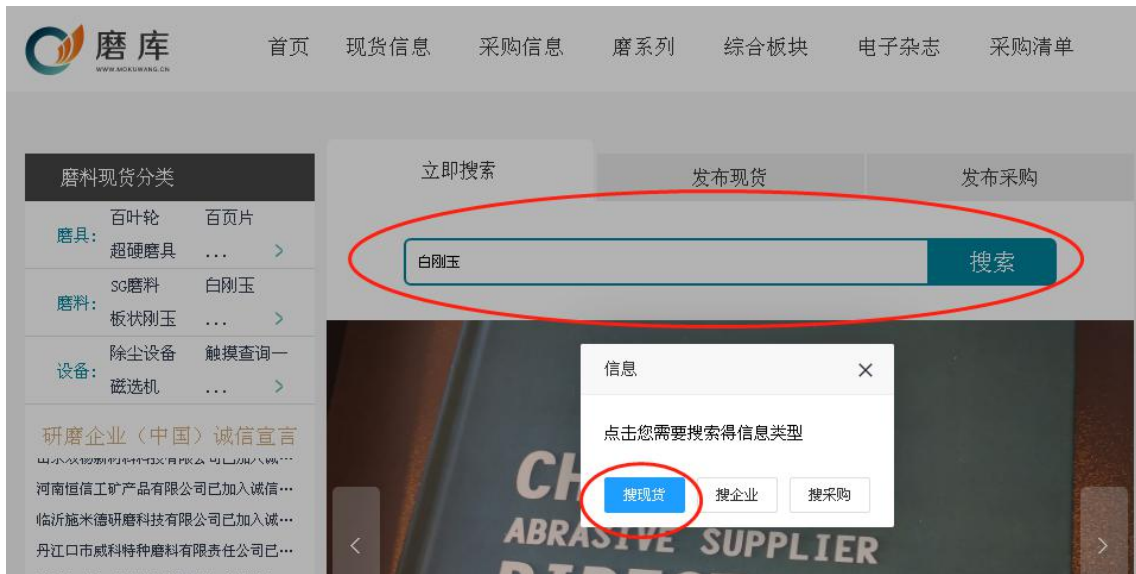 磨库
WWW.MOKUWANG.CN
首页 现货信息 采购信息 磨系列 综合板块 电子杂志 采购清单
磨料现货分类
立即搜索 发布现货 发布采购
磨具: 百叶轮 百页片
超硬磨具 ... >
白刚玉 搜索
磨料: SG磨料 白刚玉
板状刚玉 ... >
设备: 除尘设备 触摸查询一
磁选机 ... >
研磨企业（中国）诚信宣言
河南恒信工矿产品有限公司已加入诚信…
临沂施米德研磨科技有限公司已加入诚…
丹江口市威科特种磨料有限责任公司已…
信息 ×
点击您需要搜索得信息类型
搜现货 搜企业 搜采购
ABRASIVE SUPPLIER